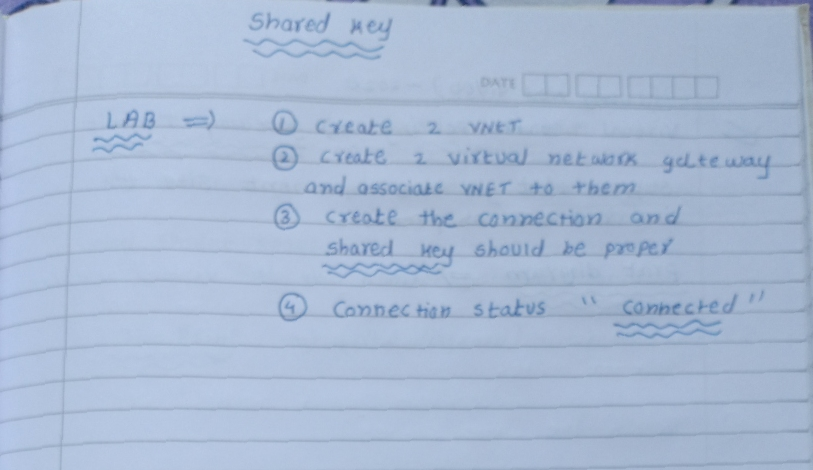 Shared Key
DATE
LAB => ① Create 2 VNET
② Create 2 virtual network gateway
and associate VNET to them
③ Create the connection and
shared key should be proper
④ Connection status "connected"